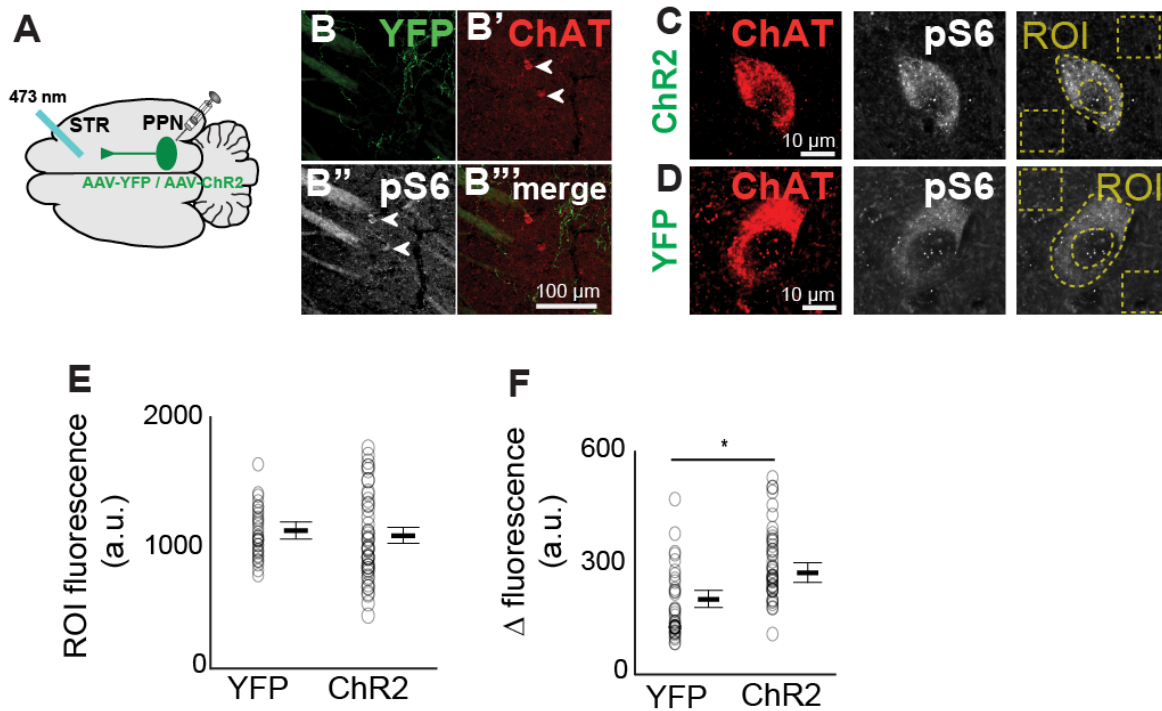 A
473 nm
STR
PPN
AAV-YFP / AAV-ChR2
B
YFP
B'
ChAT
B''
pS6
B'''
merge
100 µm
C
ChR2
ChAT
10 µm
pS6
ROI
D
YFP
ChAT
10 µm
pS6
ROI
E
ROI fluorescence
(a.u.)
2000
1000
0
YFP
ChR2
F
Δ fluorescence
(a.u.)
600
300
0
*
YFP
ChR2